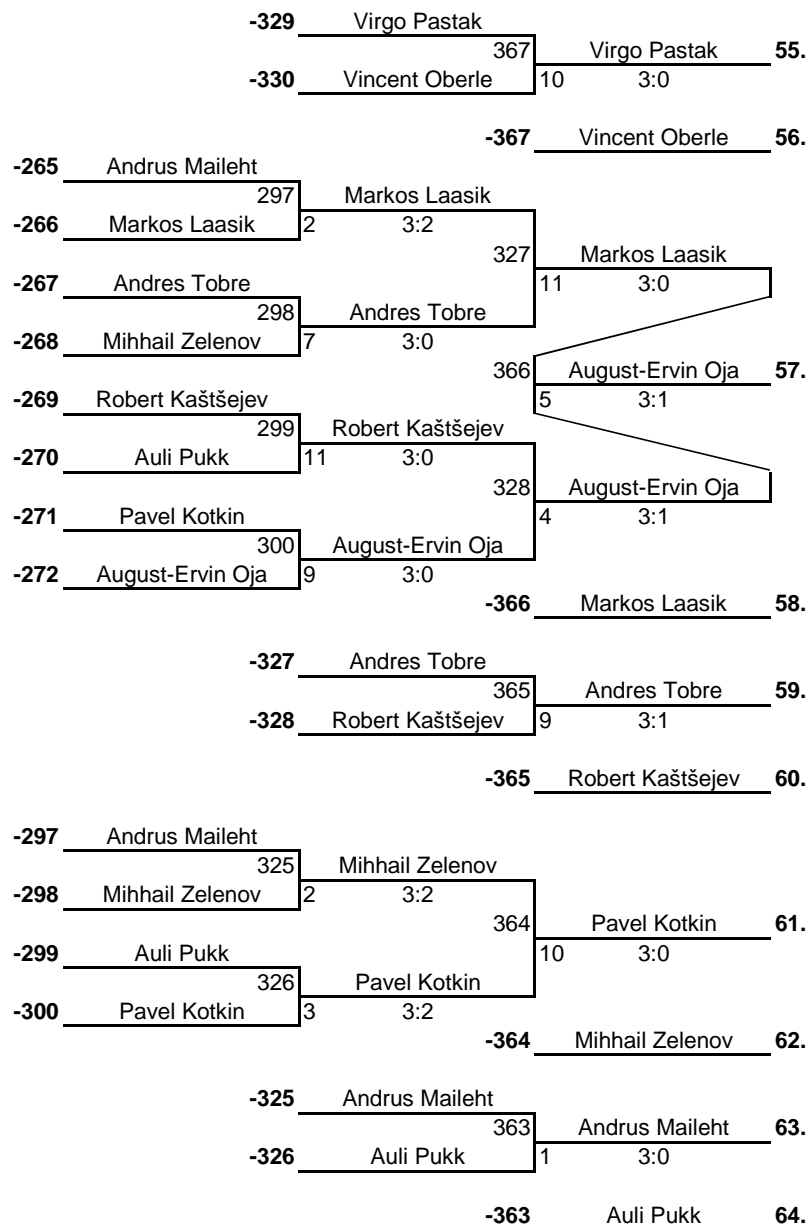 -329 Virgo Pastak
367 Virgo Pastak 55.
-330 Vincent Oberle 10 3:0
-367 Vincent Oberle 56.
-265 Andrus Maileht
297 Markos Laasik
-266 Markos Laasik 2 3:2
327 Markos Laasik
-267 Andres Tobre 11 3:0
298 Andres Tobre
-268 Mihhail Zelenov 7 3:0
366 August-Ervin Oja 57.
-269 Robert Kaštšejev 5 3:1
299 Robert Kaštšejev
-270 Auli Pukk 11 3:0
328 August-Ervin Oja
-271 Pavel Kotkin 4 3:1
300 August-Ervin Oja
-272 August-Ervin Oja 9 3:0
-366 Markos Laasik 58.
-327 Andres Tobre
365 Andres Tobre 59.
-328 Robert Kaštšejev 9 3:1
-365 Robert Kaštšejev 60.
-297 Andrus Maileht
325 Mihhail Zelenov
-298 Mihhail Zelenov 2 3:2
364 Pavel Kotkin 61.
-299 Auli Pukk 10 3:0
326 Pavel Kotkin
-300 Pavel Kotkin 3 3:2
-364 Mihhail Zelenov 62.
-325 Andrus Maileht
363 Andrus Maileht 63.
-326 Auli Pukk 1 3:0
-363 Auli Pukk 64.